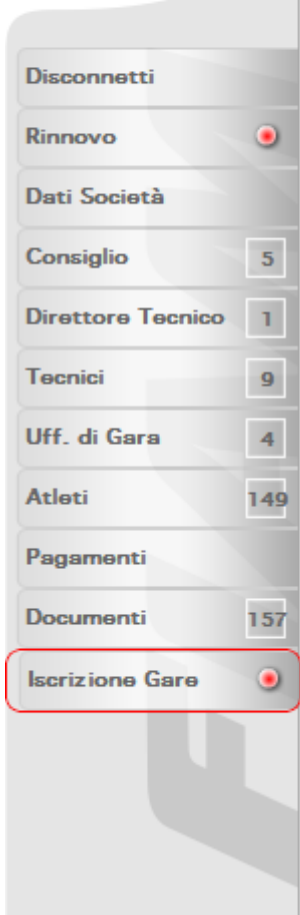 Disconnetti
Rinnovo
Dati Società
Consiglio 5
Direttore Tecnico 1
Tecnici 9
Uff. di Gara 4
Atleti 149
Pagamenti
Documenti 157
Iscrizione Gare